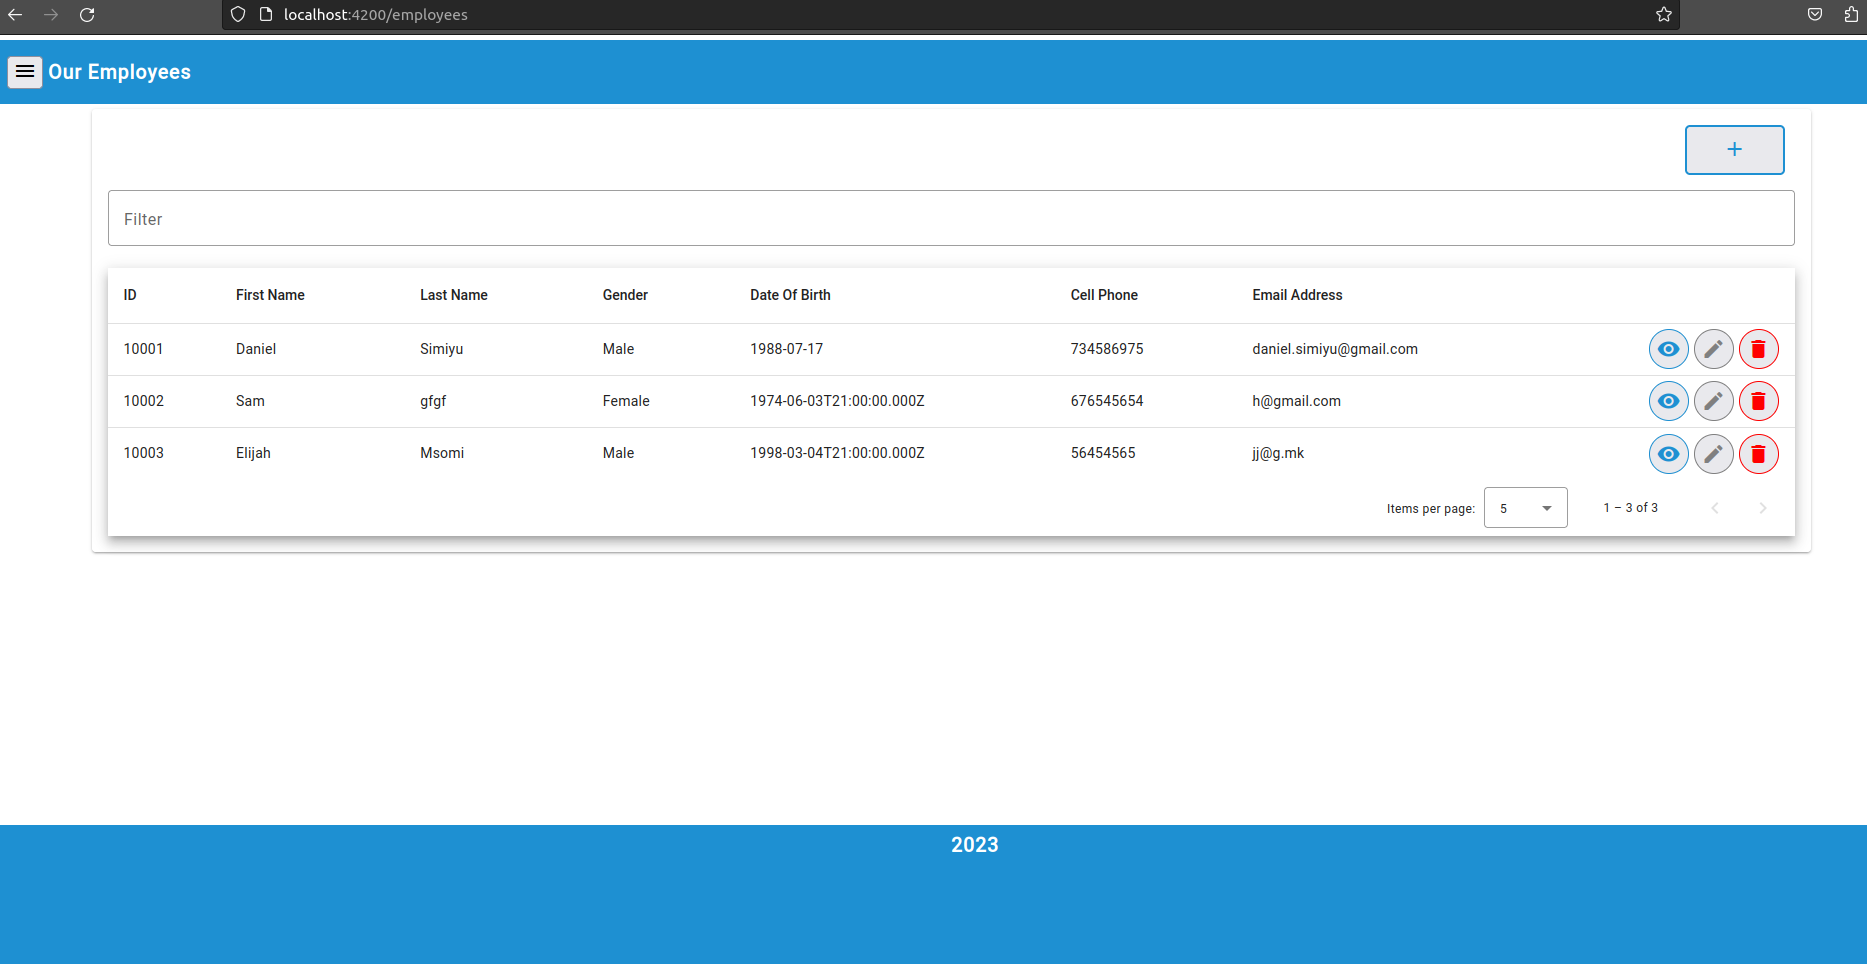 localhost:4200/employees
Our Employees
+
Filter
ID First Name Last Name Gender Date Of Birth Cell Phone Email Address
10001 Daniel Simiyu Male 1988-07-17 734586975 daniel.simiyu@gmail.com
10002 Sam gfgf Female 1974-06-03T21:00:00.000Z 676545654 h@gmail.com
10003 Elijah Msomi Male 1998-03-04T21:00:00.000Z 56454565 jj@g.mk
Items per page: 5 1 – 3 of 3
2023